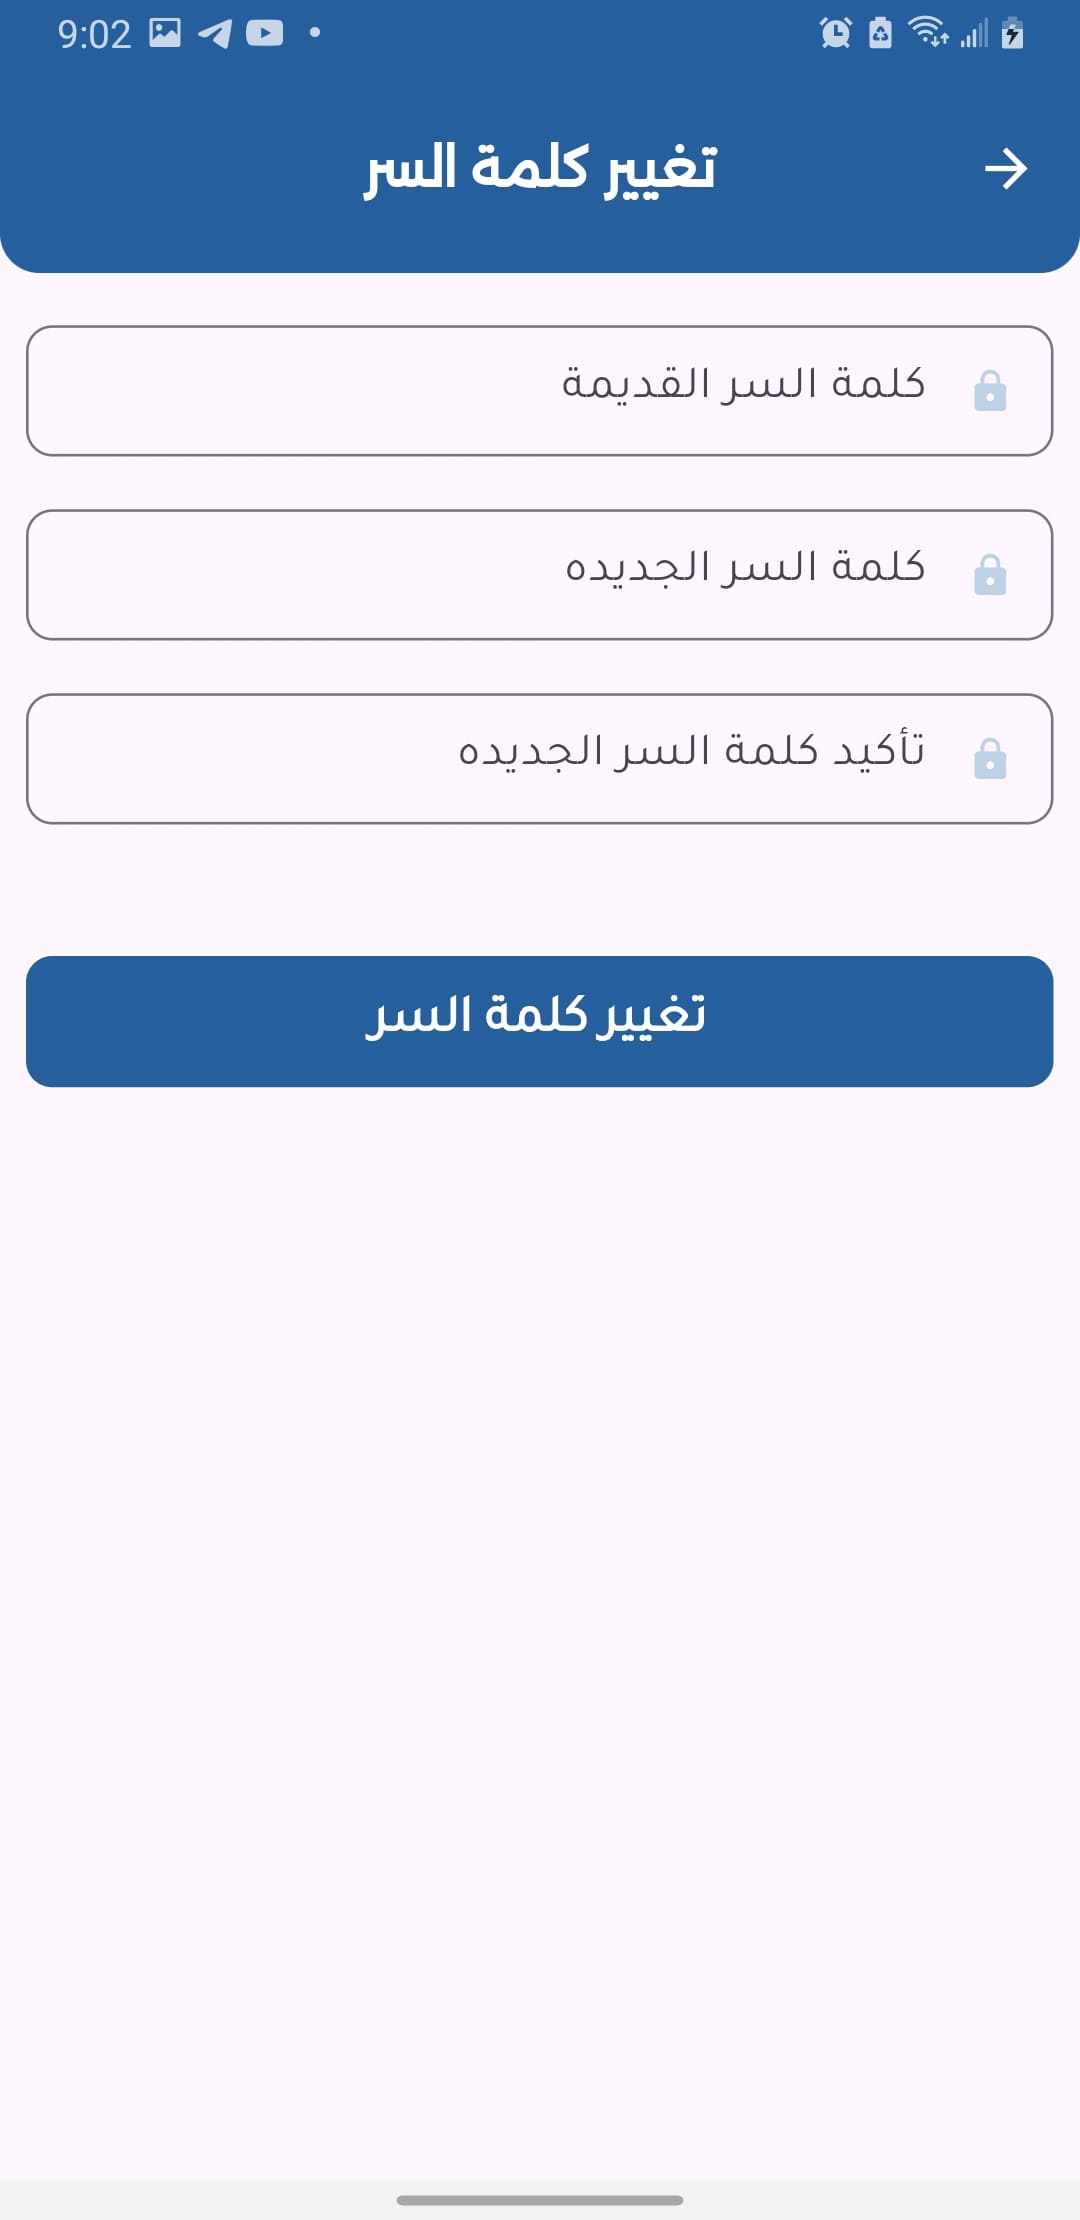 9:02
تغيير كلمة السر
كلمة السر القديمة
كلمة السر الجديده
تأكيد كلمة السر الجديده
تغيير كلمة السر